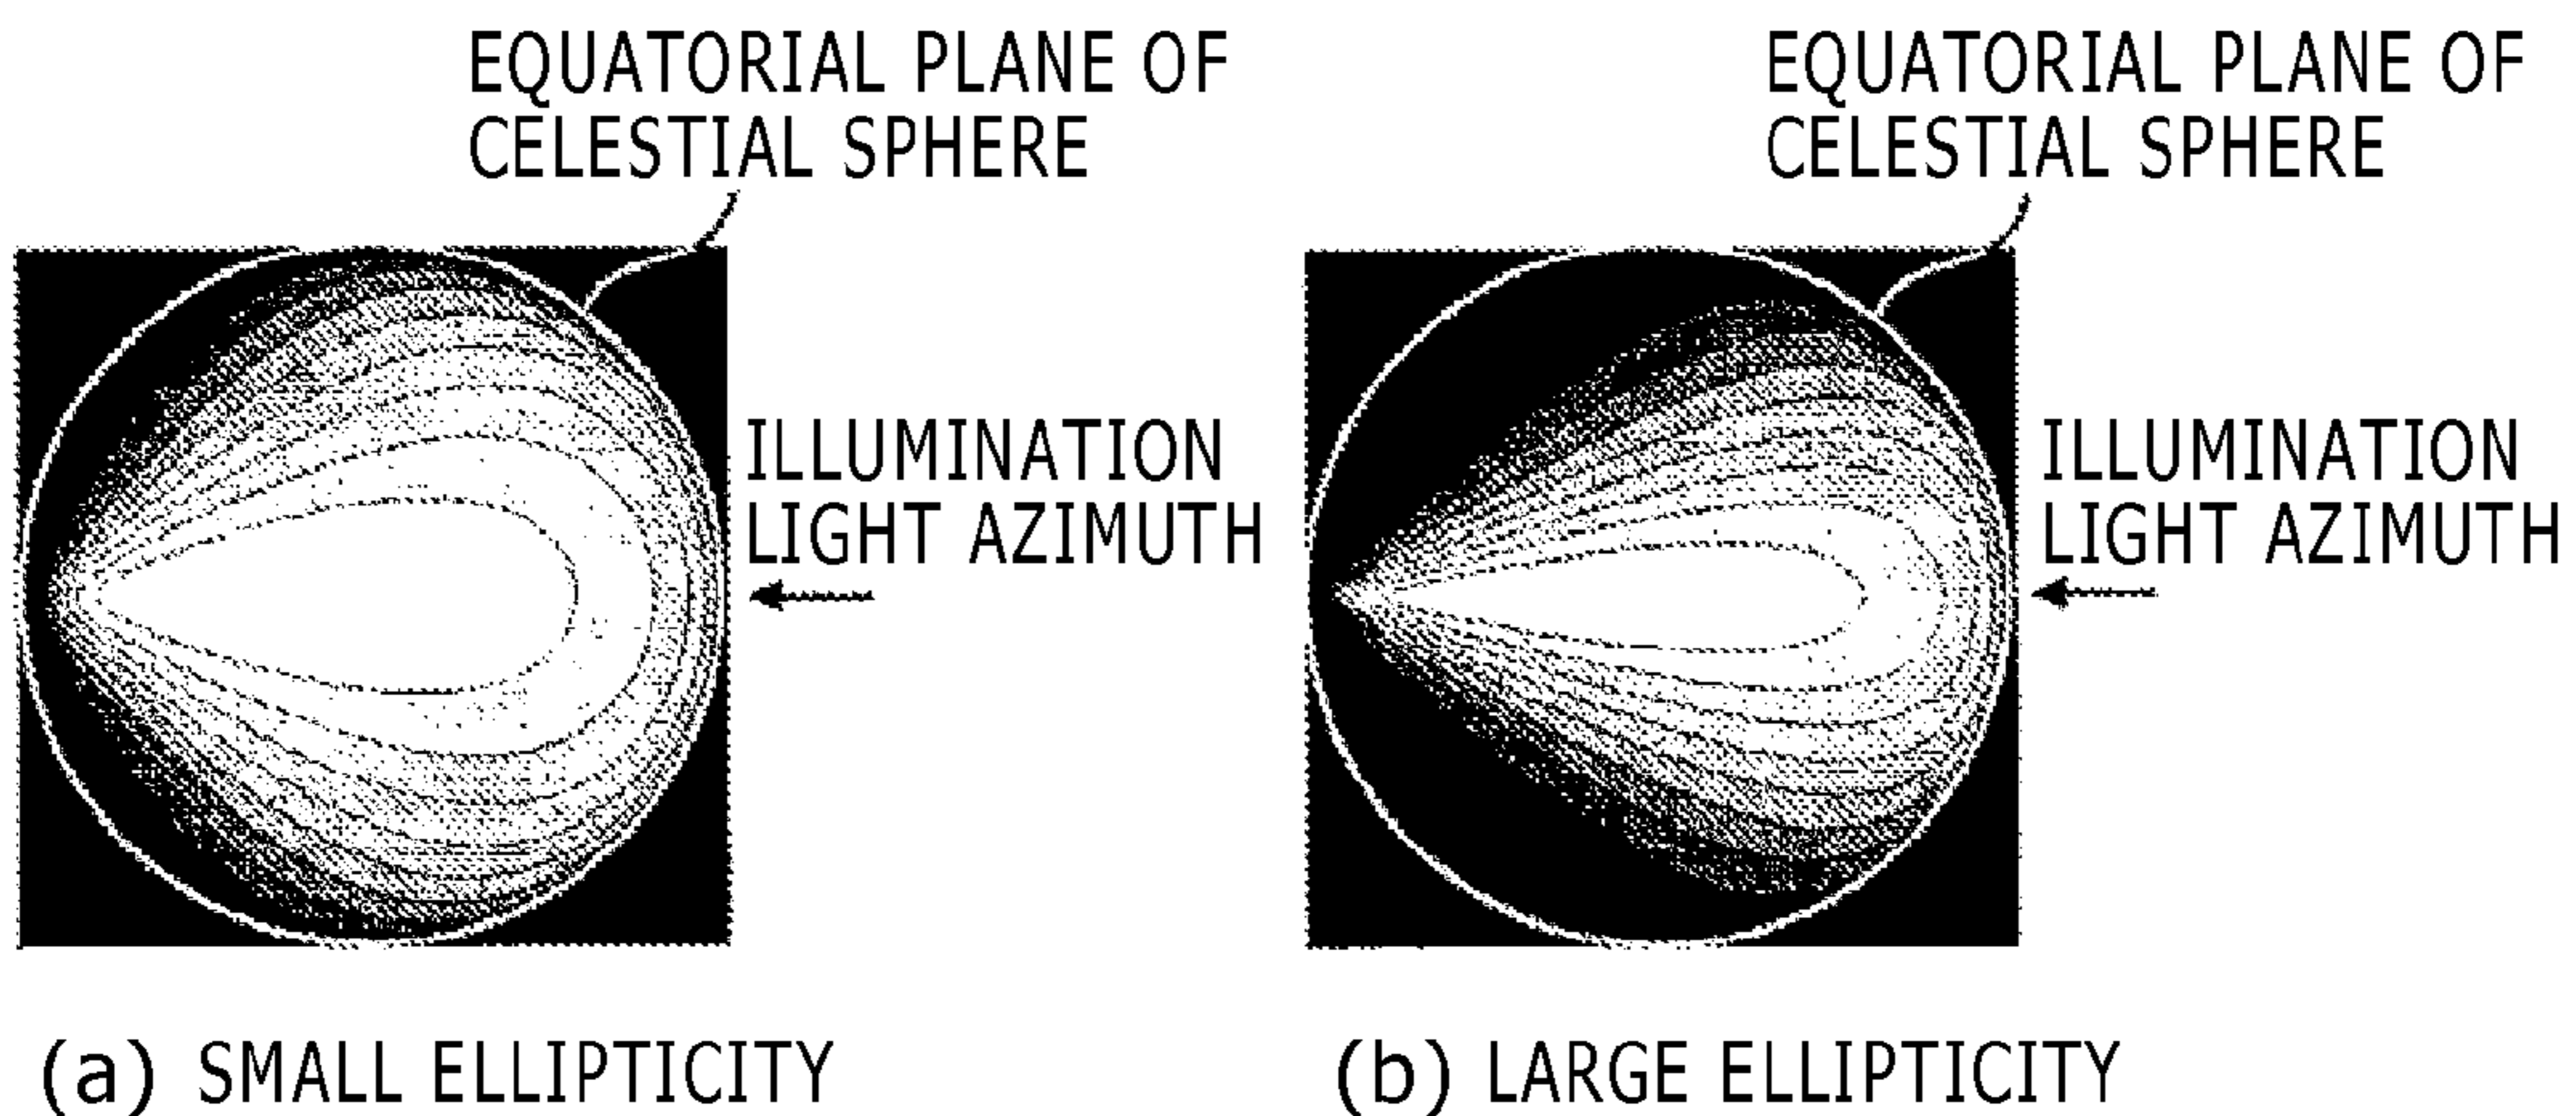 EQUATORIAL PLANE OF
CELESTIAL SPHERE
ILLUMINATION
LIGHT AZIMUTH
(a) SMALL ELLIPTICITY
EQUATORIAL PLANE OF
CELESTIAL SPHERE
ILLUMINATION
LIGHT AZIMUTH
(b) LARGE ELLIPTICITY